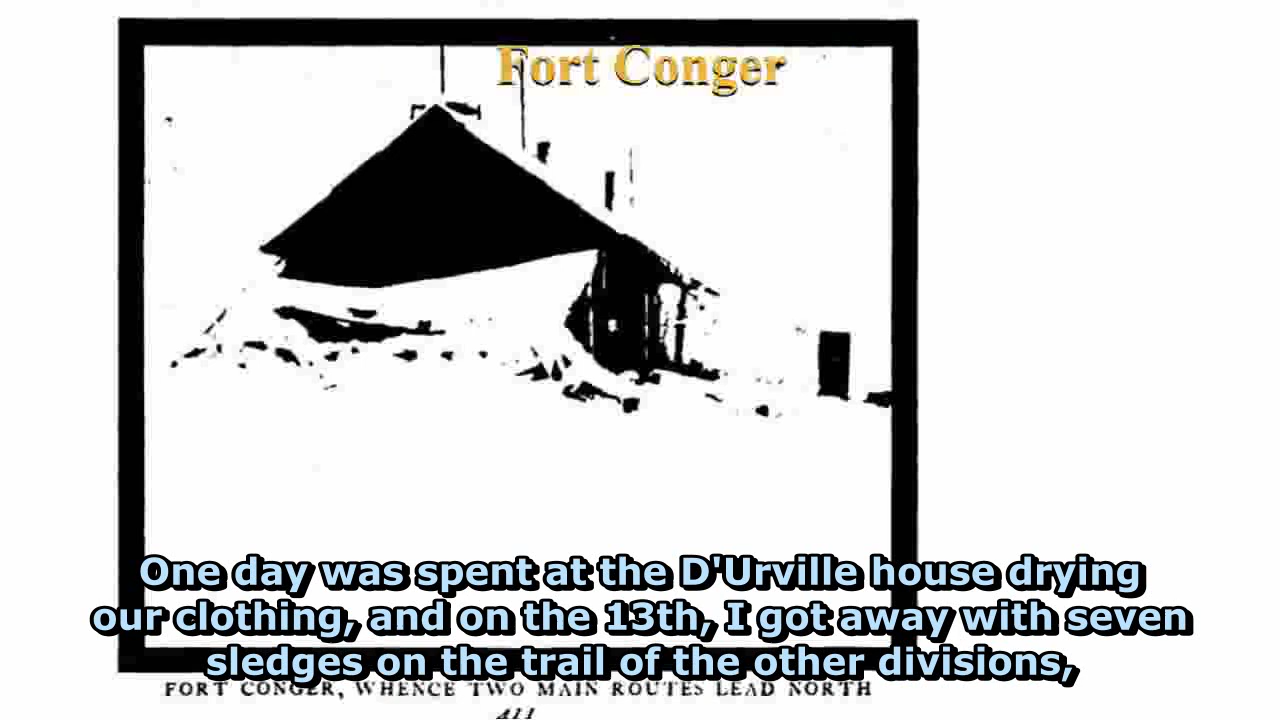 Fort Conger
One day was spent at the D'Urville house drying
our clothing, and on the 13th, I got away with seven
sledges on the trail of the other divisions,
FORT CONGER, WHENCE TWO MAIN ROUTES LEAD NORTH
411